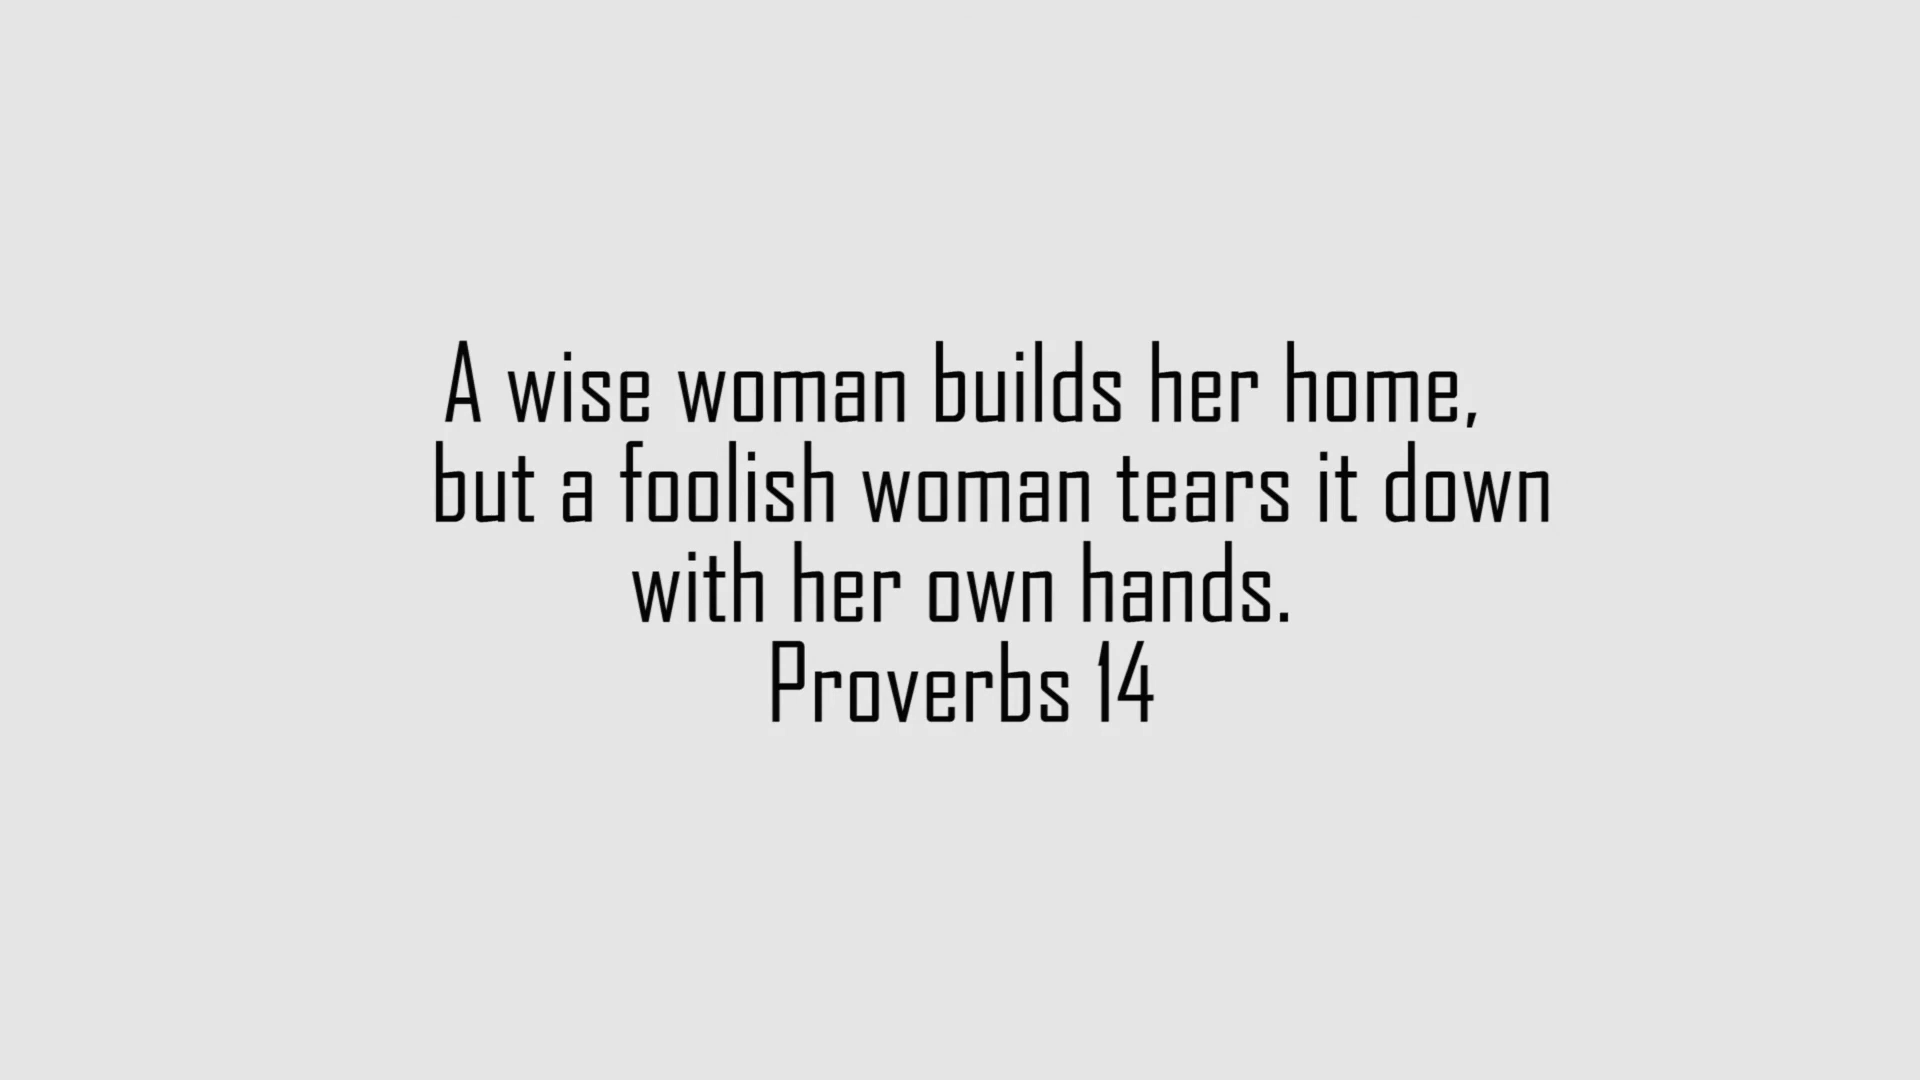 A wise woman builds her home,
but a foolish woman tears it down
with her own hands.
Proverbs 14